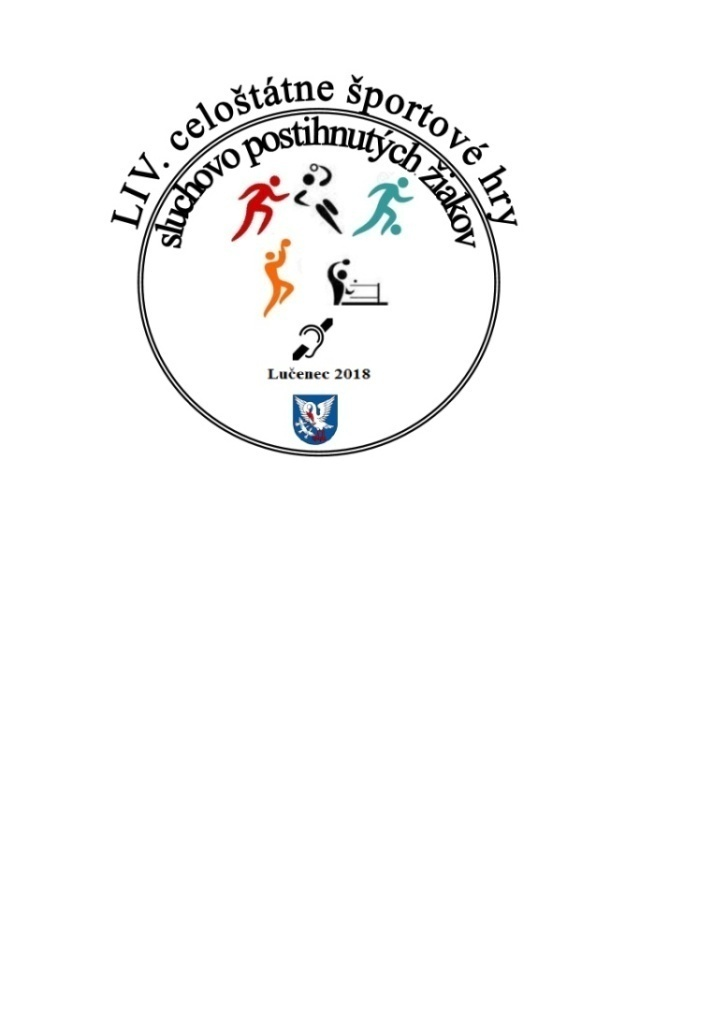 LIV. celoštátne športové hry
sluchovo postihnutých žiakov
Lučenec 2018